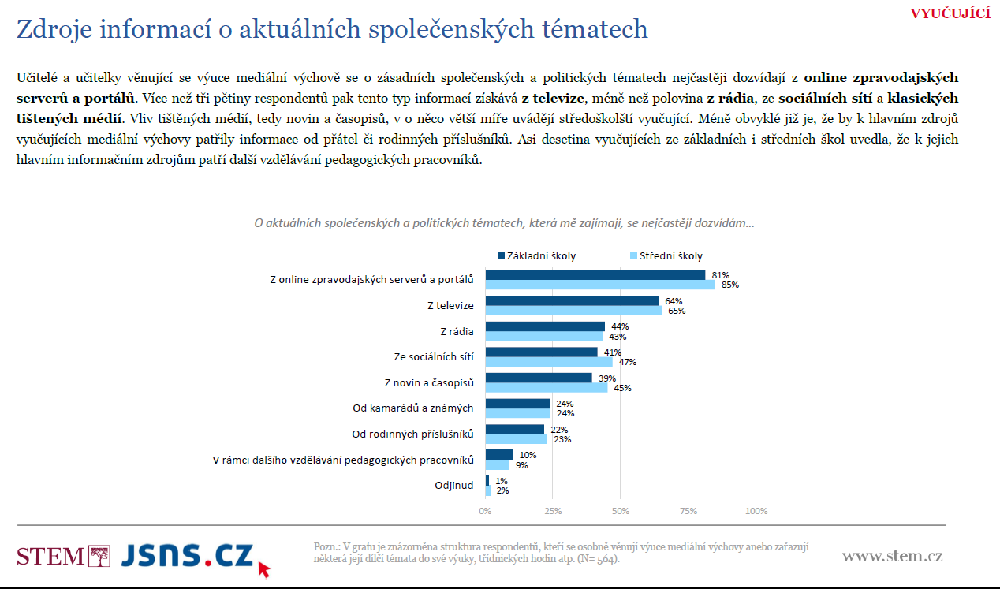 VYUČUJÍCÍ
Zdroje informací o aktuálních společenských tématech
Učitelé a učitelky věnující se výuce mediální výchově se o zásadních společenských a politických tématech nejčastěji dozvídají z online zpravodajských
serverů a portálů. Více než tři pětiny respondentů pak tento typ informací získává z televize, méně než polovina z rádia, ze sociálních sítí a klasických
tištených médií. Vliv tištěných médií, tedy novin a časopisů, v o něco větší míře uvádějí středoškolští vyučující. Méně obvyklé již je, že by k hlavním zdrojů
vyučujících mediální výchovy patřily informace od přátel či rodinných příslušníků. Asi desetina vyučujících ze základních i středních škol uvedla, že k jejich
hlavním informačním zdrojům patří další vzdělávání pedagogických pracovníků.
O aktuálních společenských a politických tématech, která mě zajímají, se nejčastěji dozvídám…
Základní školy Střední školy
Z online zpravodajských serverů a portálů 81%
85%
Z televize 64%
65%
Z rádia 44%
43%
Ze sociálních sítí 41%
47%
Z novin a časopisů 39%
45%
Od kamarádů a známých 24%
24%
Od rodinných příslušníků 22%
23%
V rámci dalšího vzdělávání pedagogických pracovníků 10%
9%
Odjinud 1%
2%
0% 25% 50% 75% 100%
STEM JSNS.CZ
Pozn.: V grafu je znázorněna struktura respondentů, kteří se osobně věnují výuce mediální výchovy anebo zařazují
některá její dílčí témata do své výuky, třídnických hodin atp. (N= 564).
www.stem.cz